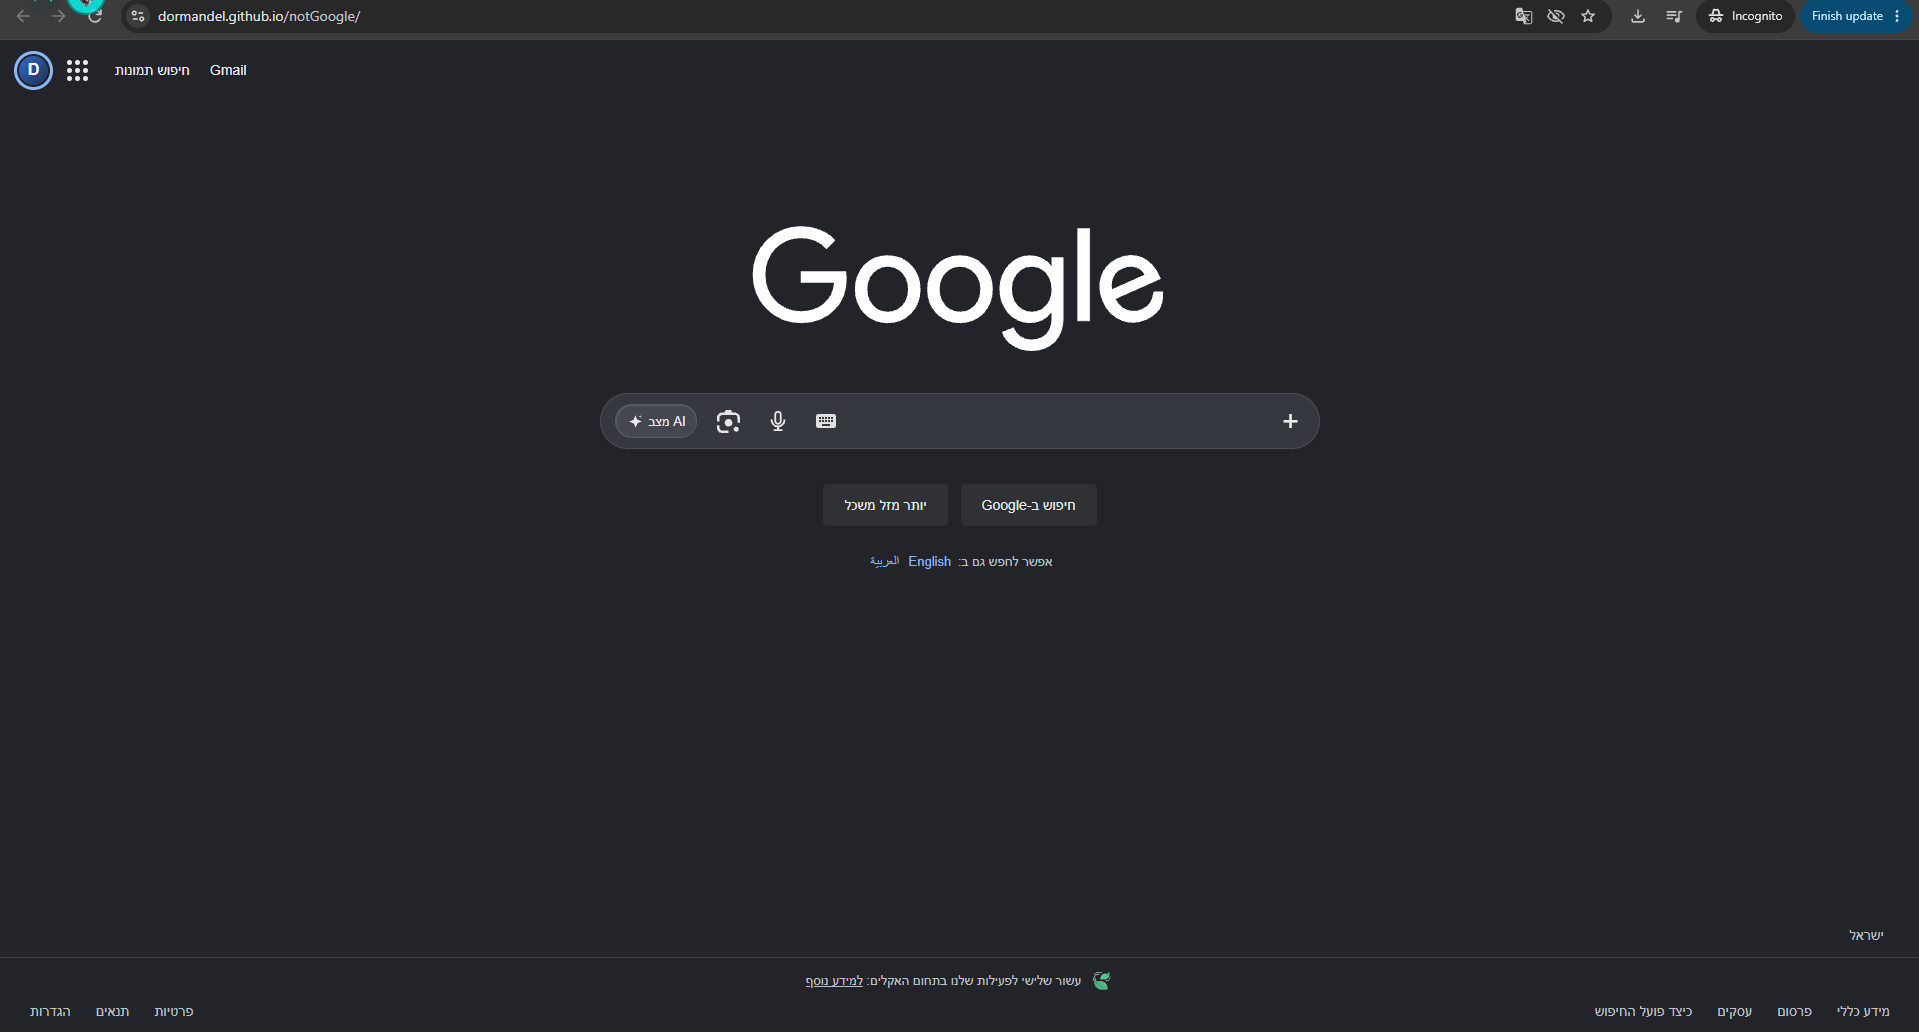 dormandel.github.io/notGoogle/
Incognito
Finish update
D
חיפוש תמונות
Gmail
Google
AI מצב
חיפוש ב-Google
יותר מזל משכל
אפשר לחפש גם ב: English العربية
ישראל
עשור שלישי לפעילות שלנו בתחום האקלים: למידע נוסף
מידע כללי פרסום עסקים כיצד פועל החיפוש פרטיות תנאים הגדרות